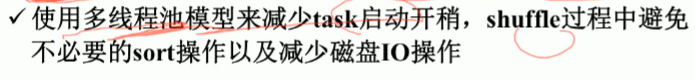 ✓ 使用多线程池模型来减少task启动开稍，shuffle过程中避免
不必要的sort操作以及减少磁盘IO操作